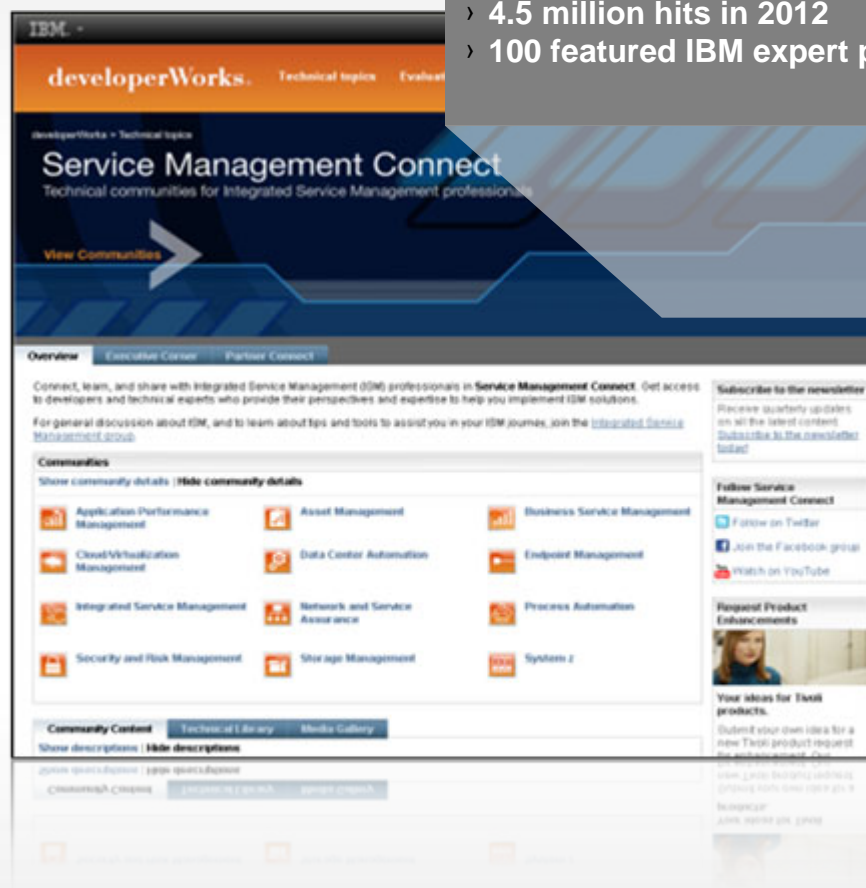 › 4.5 million hits in 2012
› 100 featured IBM expert p
IBM.
developerWorks. Technical topics Evaluat
developerWorks > Technical topics
Service Management Connect
Technical communities for Integrated Service Management professionals
View Communities
Overview Executive Corner Partner Connect
Connect, learn, and share with Integrated Service Management (ISM) professionals in Service Management Connect. Get access
to developers and technical experts who provide their perspectives and expertise to help you implement ISM solutions.
For general discussion about ISM, and to learn about tips and tools to assist you in your ISM journey, join the Integrated Service
Management group.
Communities
Show community details | Hide community details
Application Performance
Management
Asset Management
Business Service Management
Cloud/Virtualization
Management
Data Center Automation
Endpoint Management
Integrated Service Management
Network and Service
Assurance
Process Automation
Security and Risk Management
Storage Management
System z
Community Content Technical Library Media Gallery
Show descriptions | Hide descriptions
Subscribe to the newsletter
Receive quarterly updates
on all the latest content.
Subscribe to the newsletter
today!
Follow Service
Management Connect
Follow on Twitter
Join the Facebook group
Watch on YouTube
Request Product
Enhancements
Your ideas for Tivoli
products.
Submit your own idea for a
new Tivoli product request